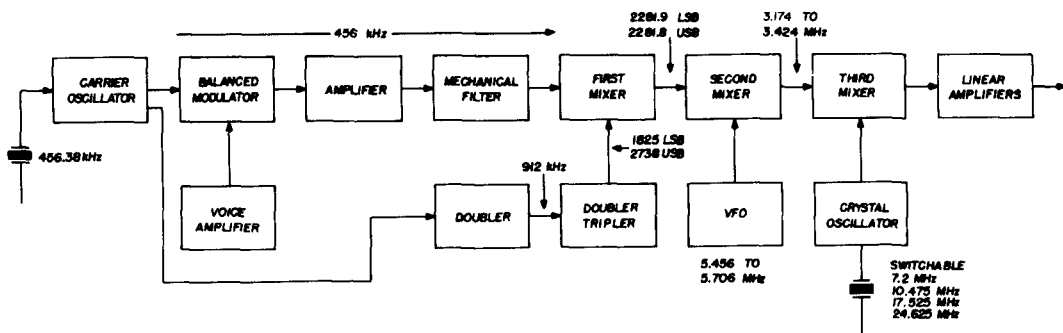 456 kHz
2281.9 LSB
2281.8 USB
3.174 TO
3.424 MHz
CARRIER
OSCILLATOR
BALANCED
MODULATOR
AMPLIFIER
MECHANICAL
FILTER
FIRST
MIXER
SECOND
MIXER
THIRD
MIXER
LINEAR
AMPLIFIERS
456.38 kHz
1825 LSB
2738 USB
912 kHz
VOICE
AMPLIFIER
DOUBLER
DOUBLER
TRIPLER
VFO
CRYSTAL
OSCILLATOR
5.456 TO
5.706 MHz
SWITCHABLE
7.2 MHz
10.475 MHz
17.525 MHz
24.625 MHz